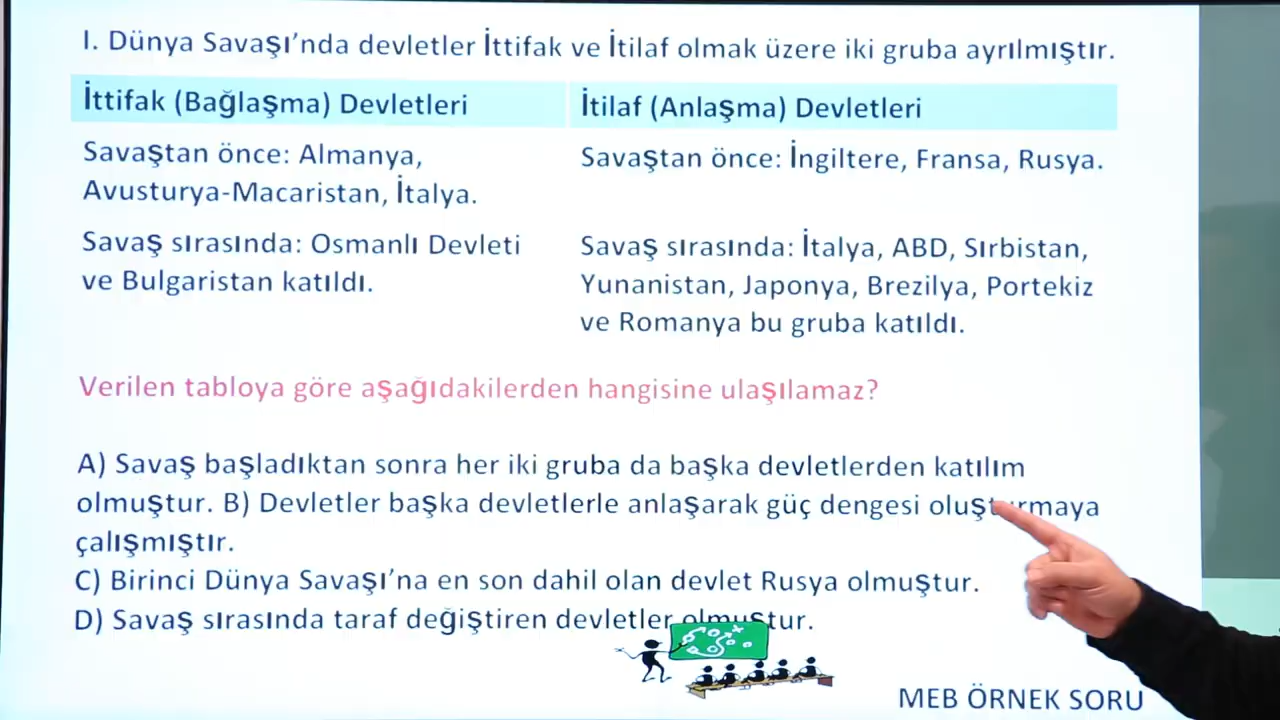 I. Dünya Savaşı’nda devletler İttifak ve İtilaf olmak üzere iki gruba ayrılmıştır.
İttifak (Bağlaşma) Devletleri
İtilaf (Anlaşma) Devletleri
Savaştan önce: Almanya,
Avusturya-Macaristan, İtalya.
Savaştan önce: İngiltere, Fransa, Rusya.
Savaş sırasında: Osmanlı Devleti
ve Bulgaristan katıldı.
Savaş sırasında: İtalya, ABD, Sırbistan,
Yunanistan, Japonya, Brezilya, Portekiz
ve Romanya bu gruba katıldı.
Verilen tabloya göre aşağıdakilerden hangisine ulaşılamaz?
A) Savaş başladıktan sonra her iki gruba da başka devletlerden katılım
olmuştur. B) Devletler başka devletlerle anlaşarak güç dengesi oluşturmaya
çalışmıştır.
C) Birinci Dünya Savaşı’na en son dahil olan devlet Rusya olmuştur.
D) Savaş sırasında taraf değiştiren devletler olmuştur.
MEB ÖRNEK SORU